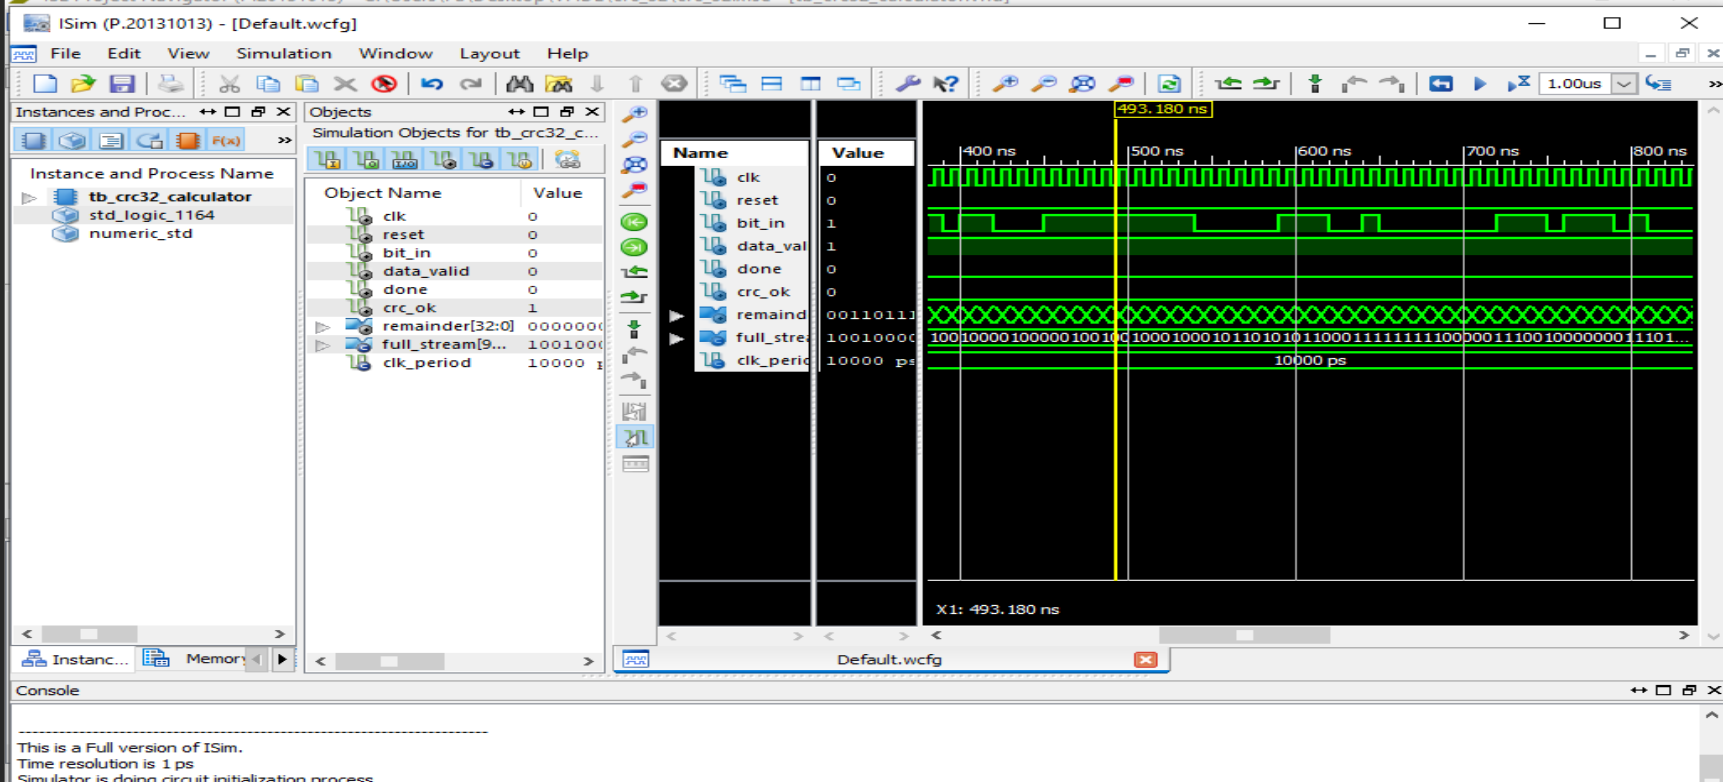 ISim (P.20131013) - [Default.wcfg]
File Edit View Simulation Window Layout Help
1.00us
Instances and Proc...
F(x)
Instance and Process Name
tb_crc32_calculator
std_logic_1164
numeric_std
Instanc... Memory
Objects
Simulation Objects for tb_crc32_c...
Object Name Value
clk 0
reset 0
bit_in 0
data_valid 0
done 0
crc_ok 1
remainder[32:0] 000000(
full_stream[9... 100100(
clk_period 10000
Name Value
clk 0
reset 0
bit_in 1
data_val 1
done 0
crc_ok 0
remaind 00110111
full_strea 1001000(
clk_peric 10000 ps
493.180 ns
400 ns 500 ns 600 ns 700 ns 800 ns
10000 ps
X1: 493.180 ns
Default.wcfg
Console
This is a Full version of ISim.
Time resolution is 1 ps
Simulator is doing circuit initialization process